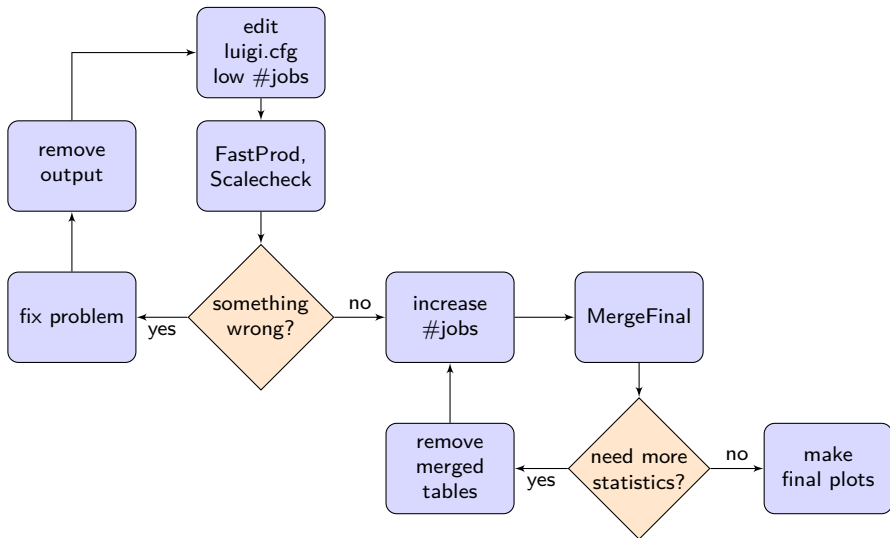 edit
luigi.cfg
low #jobs
remove
output
FastProd,
Scalecheck
fix problem
yes
something
wrong?
no
increase
#jobs
MergeFinal
remove
merged
tables
yes
need more
statistics?
no
make
final plots